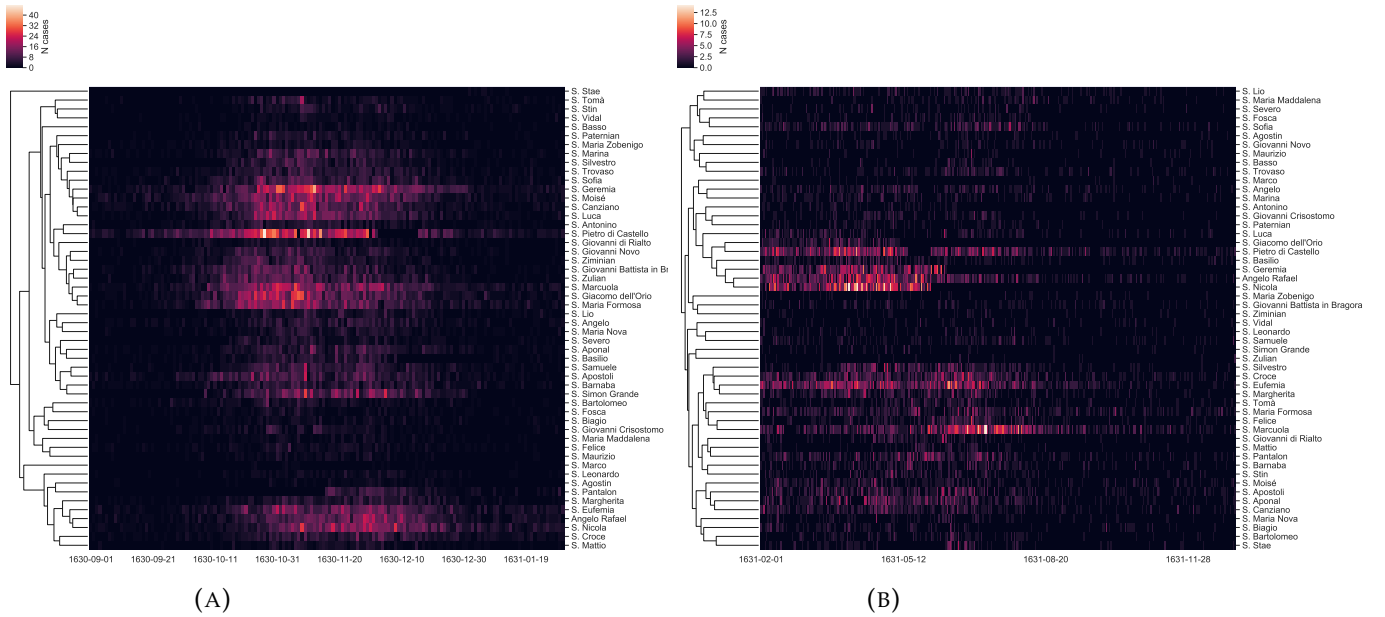 40
32
16
24
8
0
N cases
12.5
10.0
7.5
5.0
2.5
0.0
N cases
S. Stae
S. Tomà
S. Stin
S. Vidal
S. Basso
S. Paternian
S. Maria Zobenigo
S. Marina
S. Silvestro
S. Trovaso
S. Sofia
S. Geremia
S. Moisé
S. Canziano
S. Luca
S. Antonino
S. Pietro di Castello
S. Giovanni di Rialto
S. Giovanni Novo
S. Ziminian
S. Giovanni Battista in Br
S. Zulian
S. Marcuola
S. Giacomo dell'Orio
S. Maria Formosa
S. Lio
S. Angelo
S. Maria Nova
S. Severo
S. Aponal
S. Basilio
S. Samuele
S. Apostoli
S. Barnaba
S. Simon Grande
S. Bartolomeo
S. Fosca
S. Biagio
S. Giovanni Crisostomo
S. Maria Maddalena
S. Felice
S. Maurizio
S. Marco
S. Leonardo
S. Agostin
S. Pantalon
S. Margherita
S. Eufemia
Angelo Rafael
S. Nicola
S. Croce
S. Mattio
1630-09-01 1630-09-21 1630-10-11 1630-10-31 1630-11-20 1630-12-10 1630-12-30 1631-01-19
(A)
S. Lio
S. Maria Maddalena
S. Severo
S. Fosca
S. Sofia
S. Agostin
S. Giovanni Novo
S. Maurizio
S. Basso
S. Trovaso
S. Marco
S. Angelo
S. Marina
S. Antonino
S. Giovanni Crisostomo
S. Paternian
S. Luca
S. Giacomo dell'Orio
S. Pietro di Castello
S. Basilio
S. Geremia
Angelo Rafael
S. Nicola
S. Maria Zobenigo
S. Giovanni Battista in Bragora
S. Ziminian
S. Vidal
S. Leonardo
S. Samuele
S. Simon Grande
S. Zulian
S. Silvestro
S. Croce
S. Eufemia
S. Margherita
S. Tomà
S. Maria Formosa
S. Felice
S. Marcuola
S. Giovanni di Rialto
S. Mattio
S. Pantalon
S. Barnaba
S. Stin
S. Moisé
S. Apostoli
S. Aponal
S. Canziano
S. Maria Nova
S. Biagio
S. Bartolomeo
S. Stae
1631-02-01 1631-05-12 1631-08-20 1631-11-28
(B)